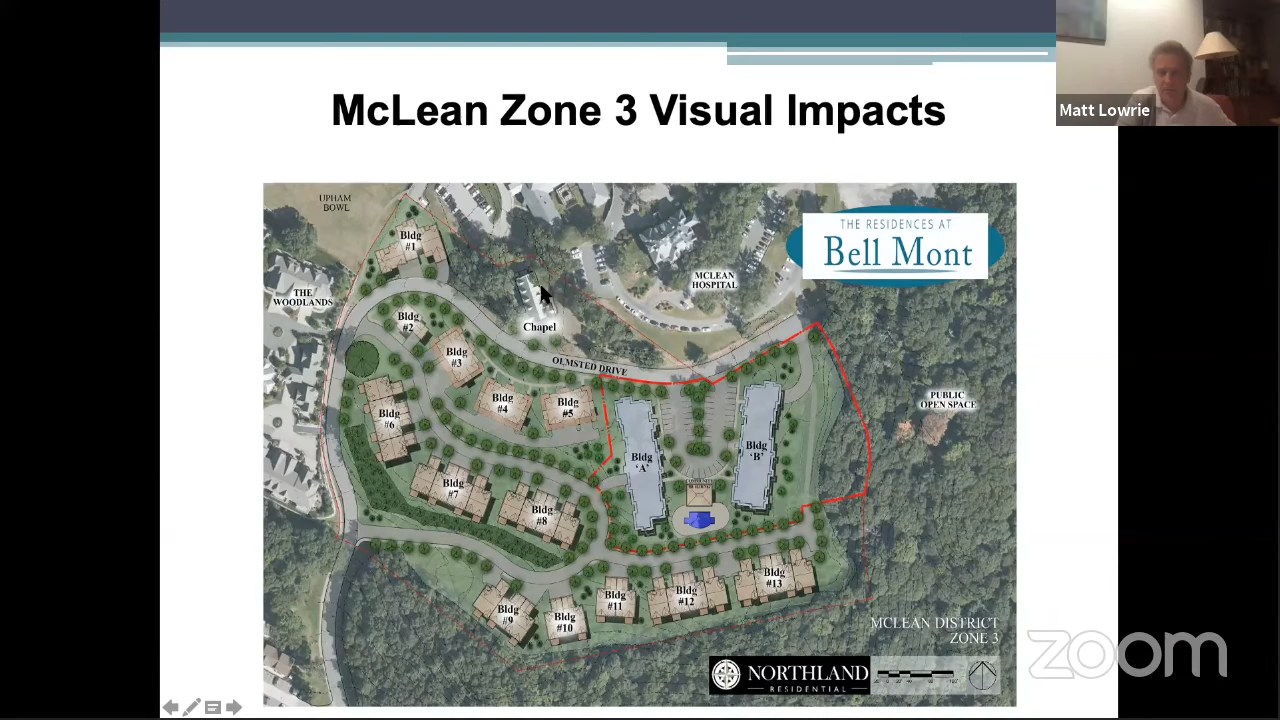 McLean Zone 3 Visual Impacts
Matt Lowrie
UPHAM
BOWL
Bldg
#1
THE RESIDENCES AT
Bell Mont
THE
WOODLANDS
MCLEAN
HOSPITAL
Bldg
#2
Chapel
Bldg
#3
OLMSTED DRIVE
Bldg
#4
Bldg
#5
PUBLIC
OPEN SPACE
Bldg
#6
Bldg
'A'
Bldg
'B'
Bldg
#7
Bldg
#8
Bldg
#9
Bldg
#10
Bldg
#11
Bldg
#12
Bldg
#13
MCLEAN DISTRICT
ZONE 3
NORTHLAND
RESIDENTIAL
zoom